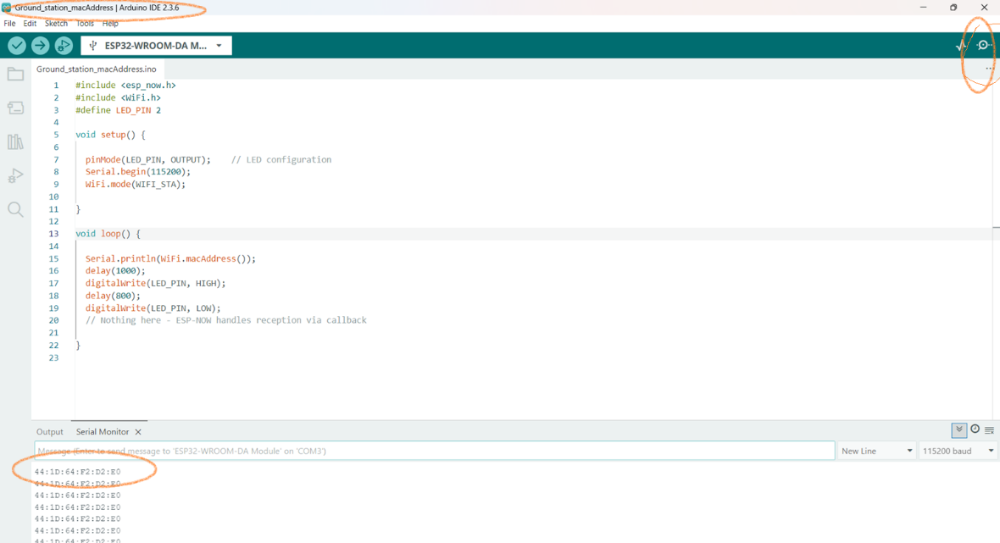 Ground_station_macAddress | Arduino IDE 2.3.6
File Edit Sketch Tools Help
ESP32-WROOM-DA M...
Ground_station_macAddress.ino
1 #include <esp_now.h>
2 #include <WiFi.h>
3 #define LED_PIN 2
4
5 void setup() {
6
7 pinMode(LED_PIN, OUTPUT); // LED configuration
8 Serial.begin(115200);
9 WiFi.mode(WIFI_STA);
10
11 }
12
13 void loop() {
14
15 Serial.println(WiFi.macAddress());
16 delay(1000);
17 digitalWrite(LED_PIN, HIGH);
18 delay(800);
19 digitalWrite(LED_PIN, LOW);
20 // Nothing here - ESP-NOW handles reception via callback
21
22 }
23
Output Serial Monitor
Message (Enter to send message to 'ESP32-WROOM-DA Module' on 'COM3')
New Line 115200 baud
44:1D:64:F2:D2:E0
44:1D:64:F2:D2:E0
44:1D:64:F2:D2:E0
44:1D:64:F2:D2:E0
44:1D:64:F2:D2:E0
44:1D:64:F2:D2:E0
44:1D:64:F2:D2:E0